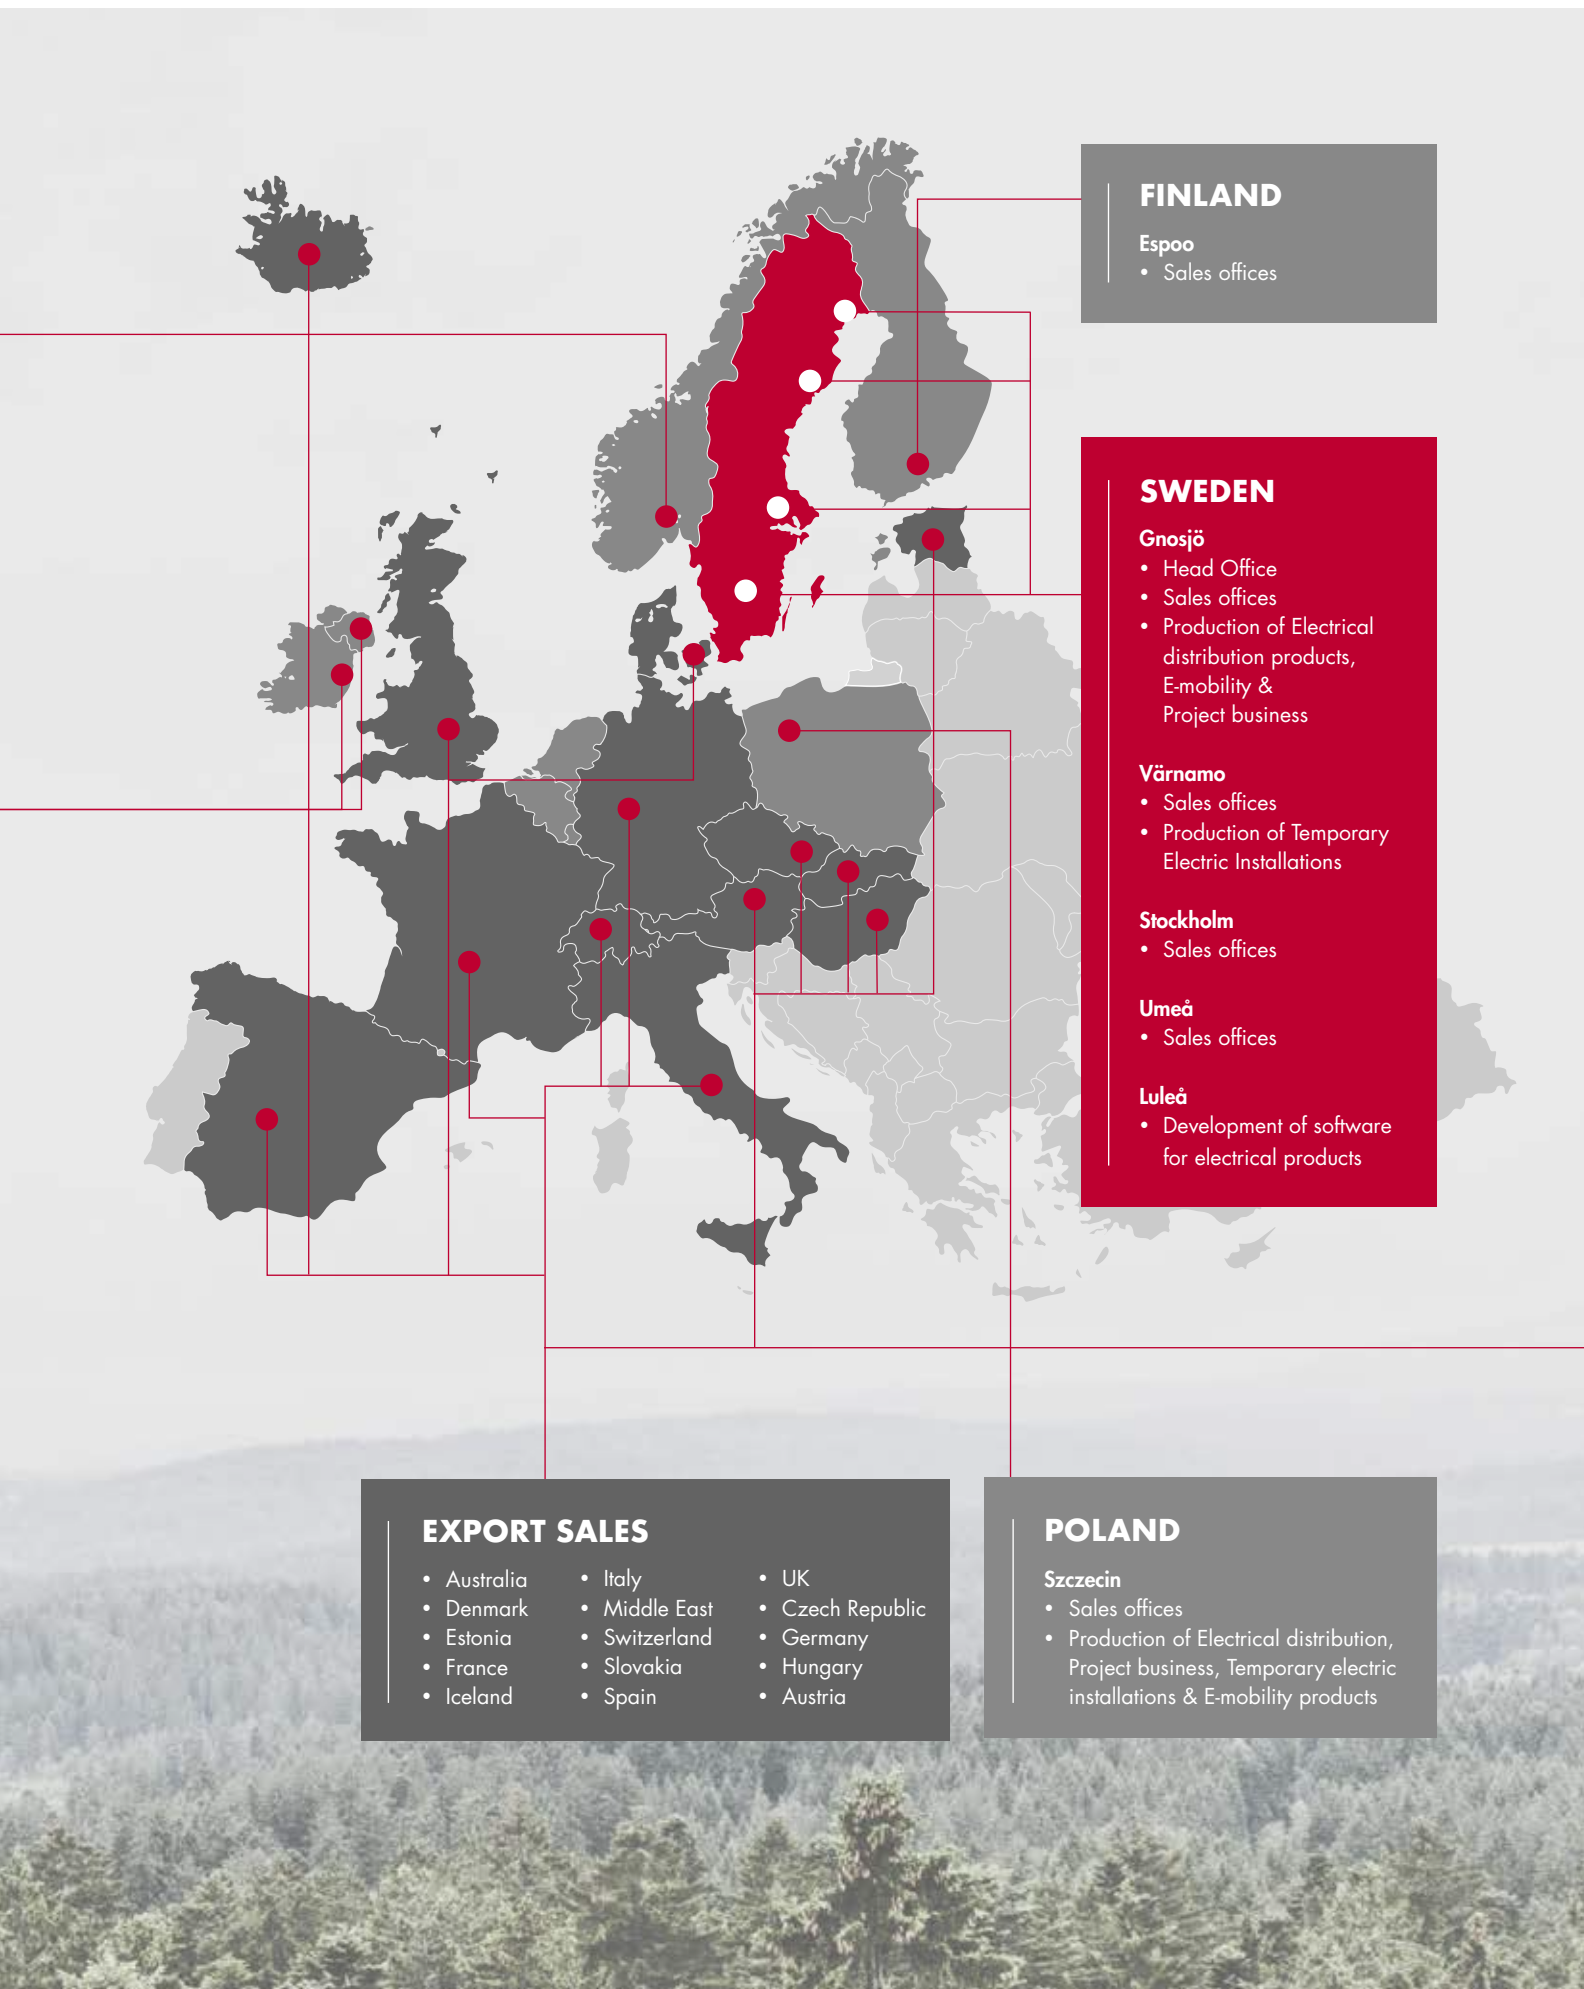 FINLAND
Espoo
• Sales offices
SWEDEN
Gnosjö
• Head Office
• Sales offices
• Production of Electrical
distribution products,
E-mobility &
Project business
Värnamo
• Sales offices
• Production of Temporary
Electric Installations
Stockholm
• Sales offices
Umeå
• Sales offices
Luleå
• Development of software
for electrical products
EXPORT SALES
• Australia
• Denmark
• Estonia
• France
• Iceland
• Italy
• Middle East
• Switzerland
• Slovakia
• Spain
• UK
• Czech Republic
• Germany
• Hungary
• Austria
POLAND
Szczecin
• Sales offices
• Production of Electrical distribution,
Project business, Temporary electric
installations & E-mobility products